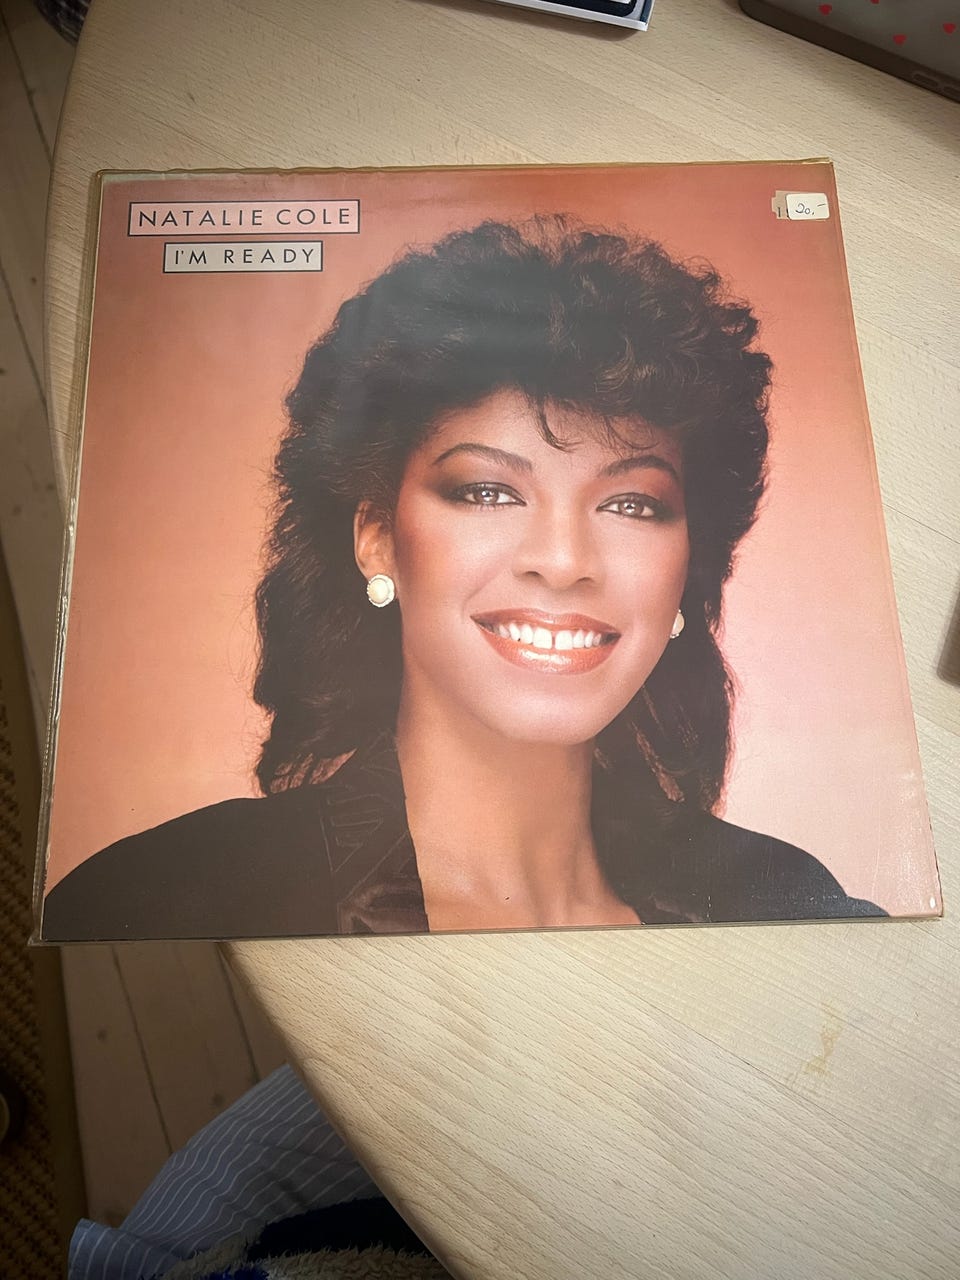 NATALIE COLE
I'M READY
20,-